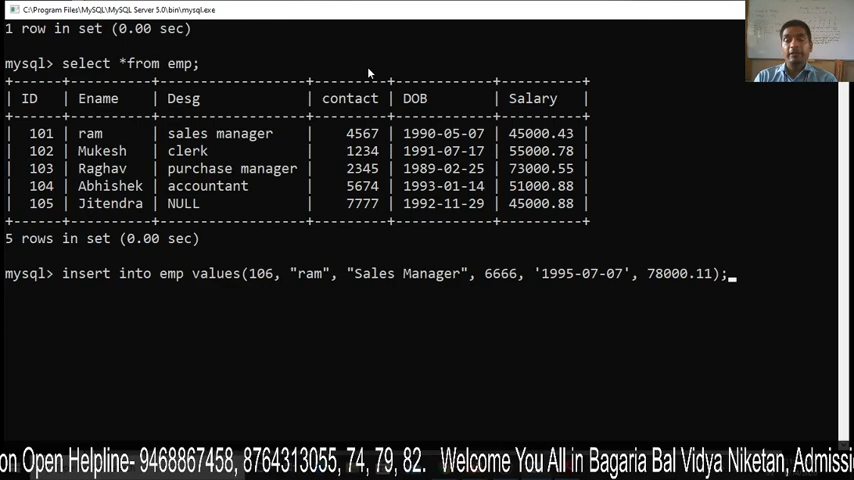 C:\Program Files\MySQL\MySQL Server 5.0\bin\mysql.exe
1 row in set (0.00 sec)
mysql> select *from emp;
+------+----------+------------------+---------+------------+----------+
| ID | Ename | Desg | contact | DOB | Salary |
+------+----------+------------------+---------+------------+----------+
| 101 | ram | sales manager | 4567 | 1990-05-07 | 45000.43 |
| 102 | Mukesh | clerk | 1234 | 1991-07-17 | 55000.78 |
| 103 | Raghav | purchase manager | 2345 | 1989-02-25 | 73000.55 |
| 104 | Abhishek | accountant | 5674 | 1993-01-14 | 51000.88 |
| 105 | Jitendra | NULL | 7777 | 1992-11-29 | 45000.88 |
+------+----------+------------------+---------+------------+----------+
5 rows in set (0.00 sec)
mysql> insert into emp values(106, "ram", "Sales Manager", 6666, '1995-07-07', 78000.11);
on Open Helpline- 9468867458, 8764313055, 74, 79, 82. Welcome You All in Bagaria Bal Vidya Niketan, Admissi